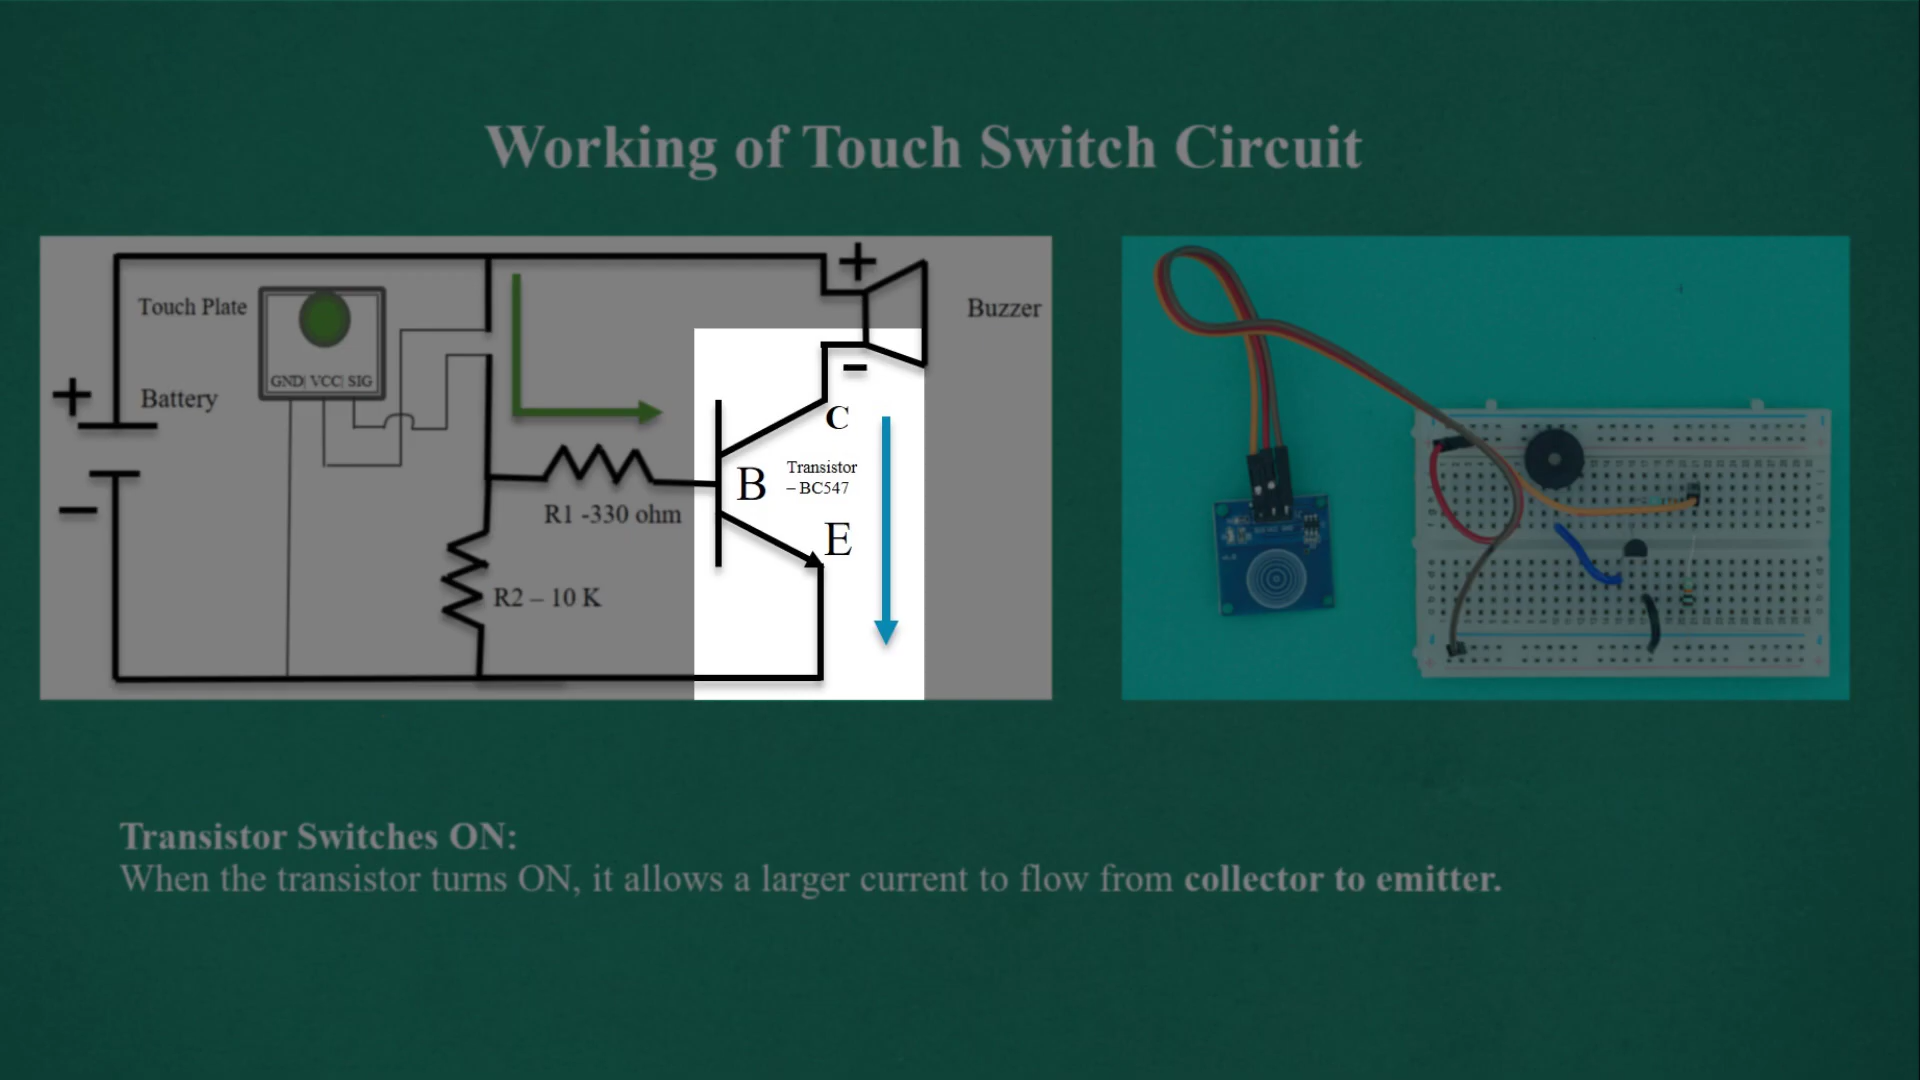 Working of Touch Switch Circuit
+
Touch Plate
Buzzer
GND| VCC| SIG
–
+
Battery
C
B
Transistor
– BC547
–
R1 -330 ohm
E
R2 – 10 K
Transistor Switches ON:
When the transistor turns ON, it allows a larger current to flow from collector to emitter.